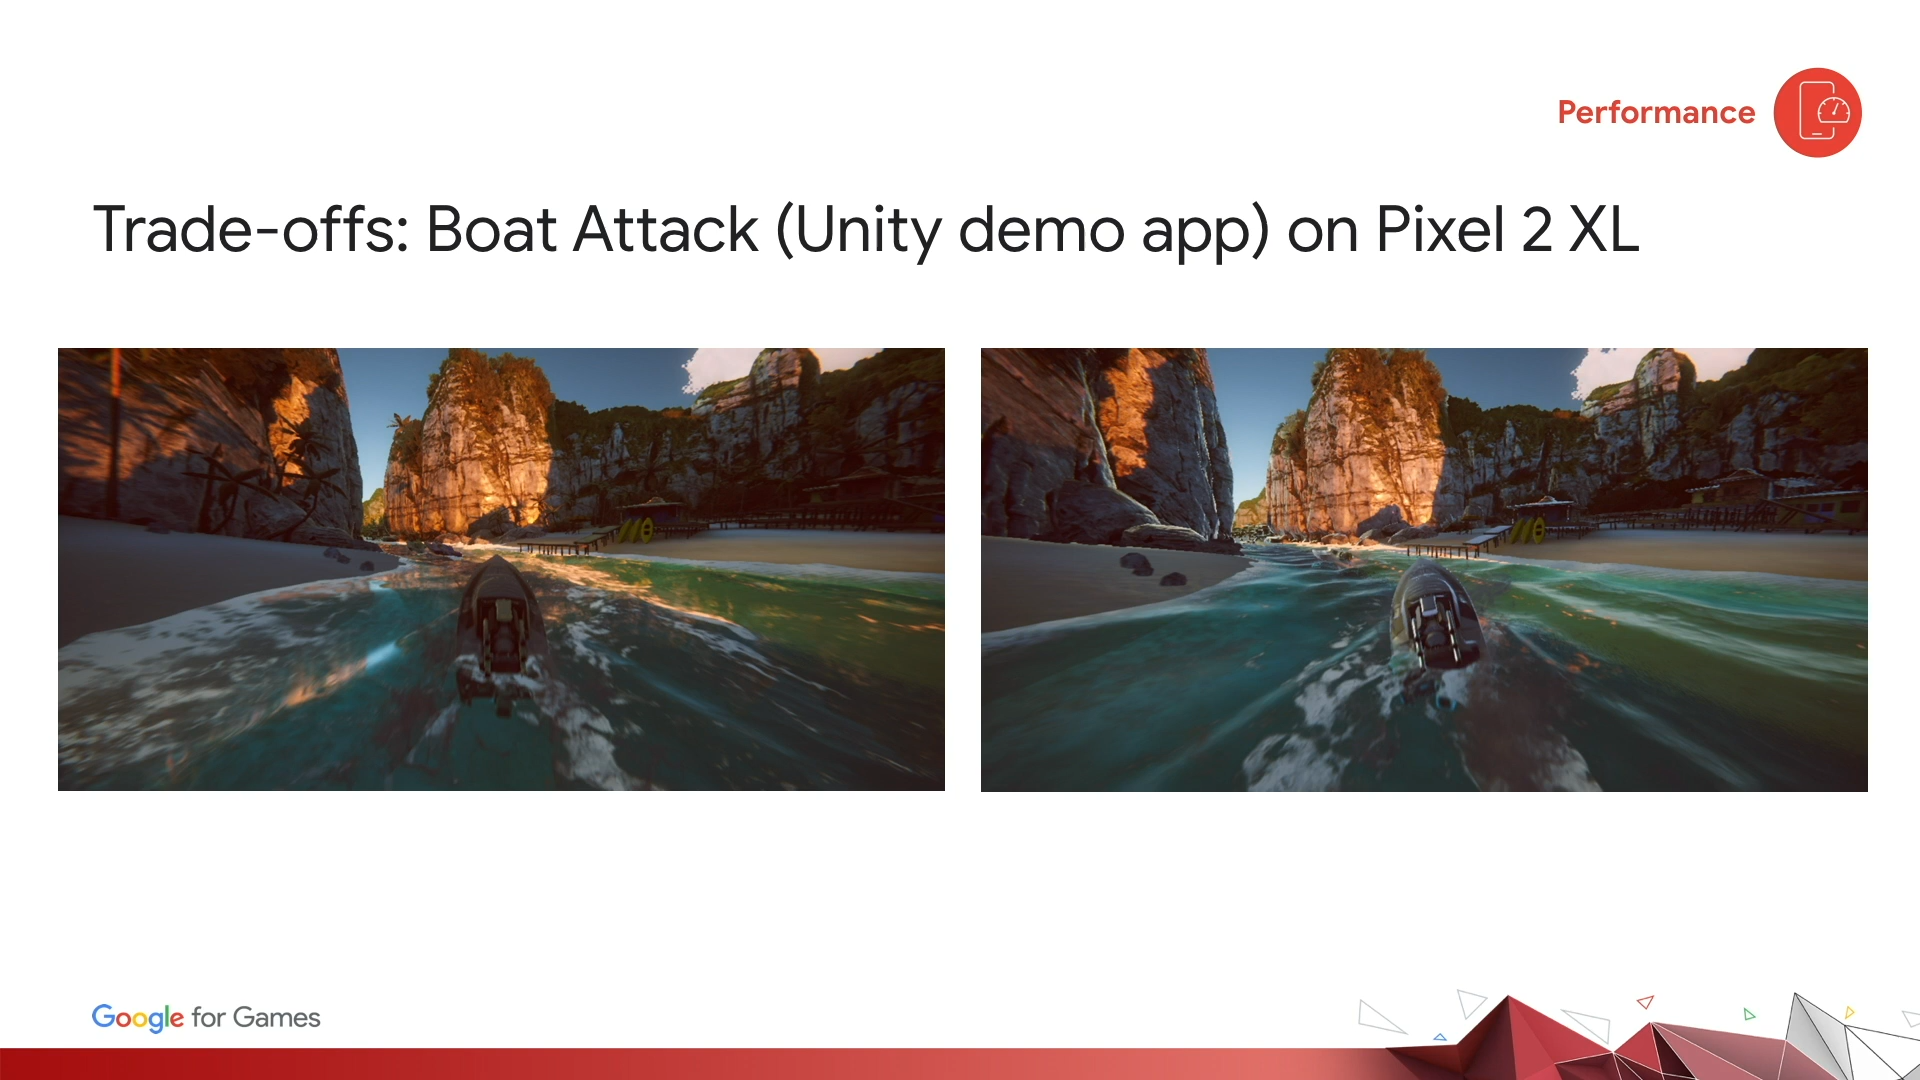 Performance
Trade-offs: Boat Attack (Unity demo app) on Pixel 2 XL
Google for Games